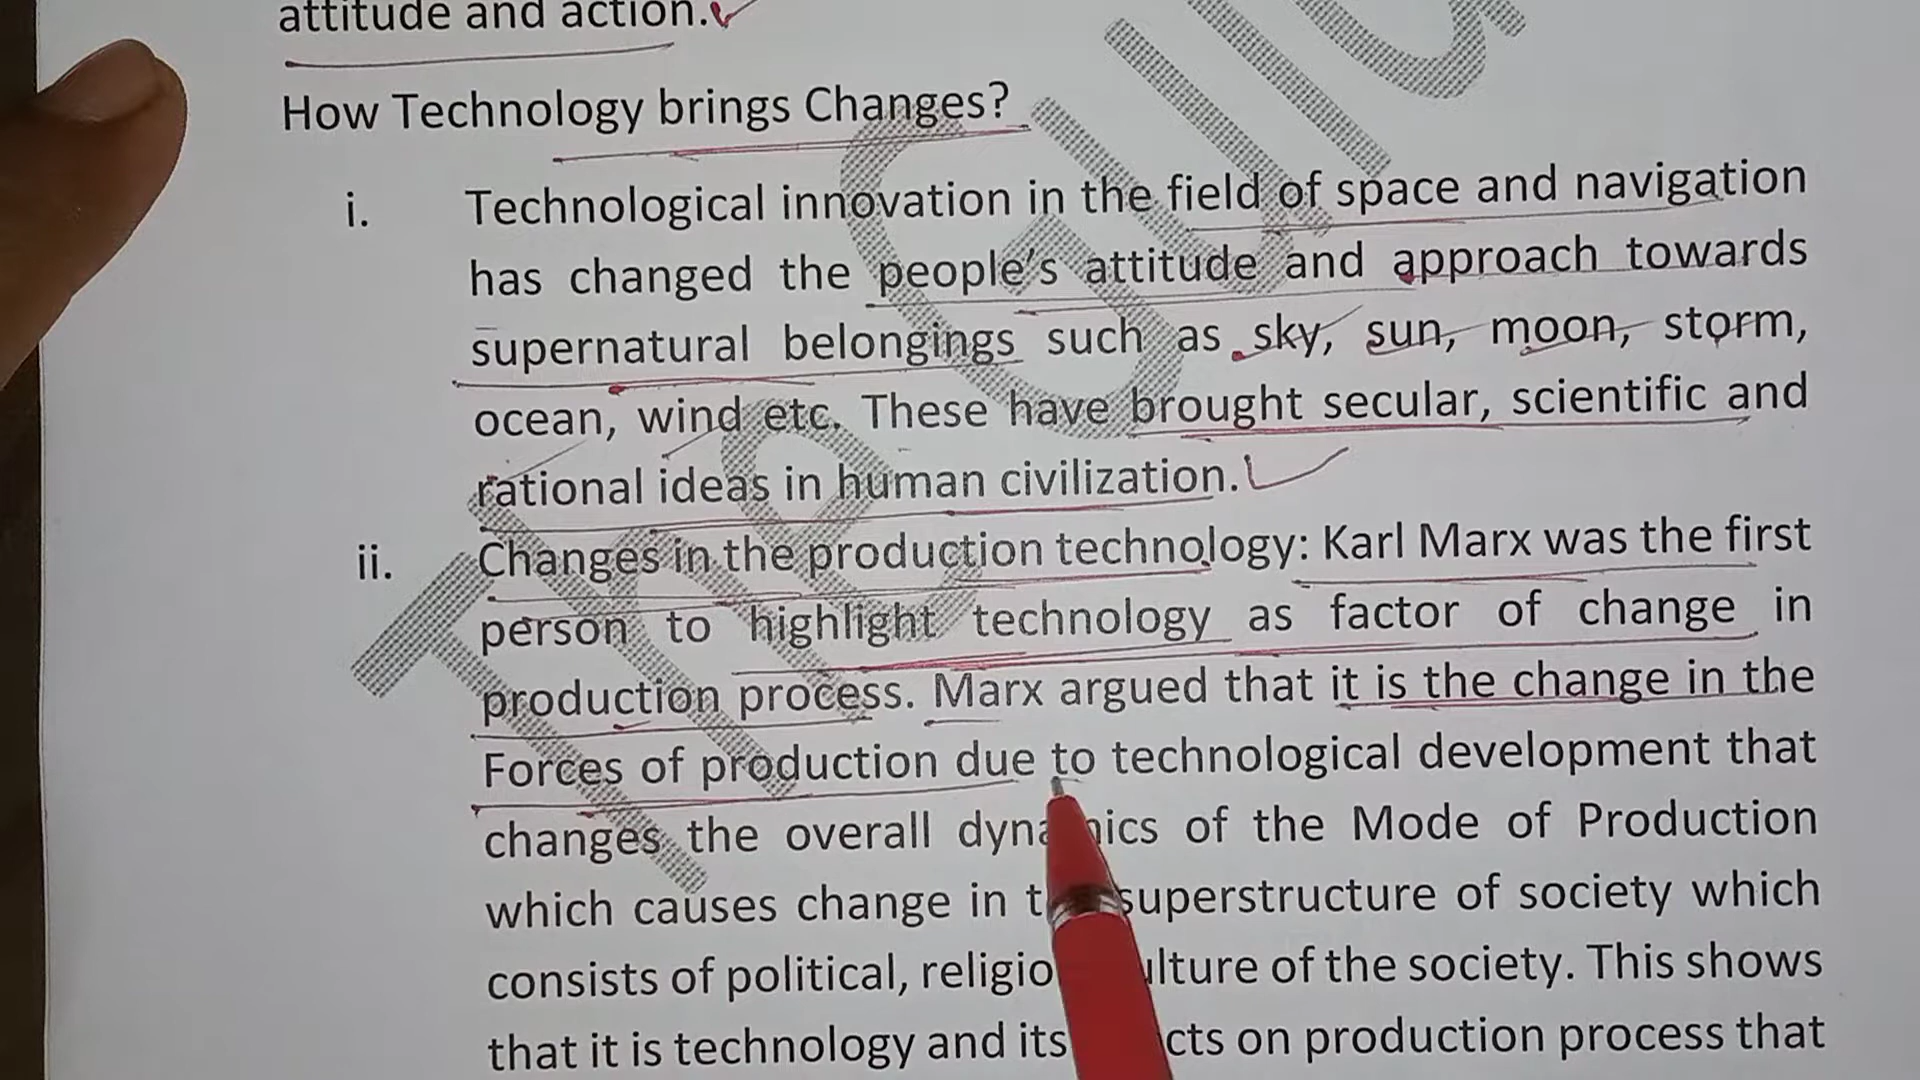 attitude and action.
How Technology brings Changes?
i. Technological innovation in the field of space and navigation
has changed the people's attitude and approach towards
supernatural belongings such as sky, sun, moon, storm,
ocean, wind etc. These have brought secular, scientific and
rational ideas in human civilization.
ii. Changes in the production technology: Karl Marx was the first
person to highlight technology as factor of change in
production process. Marx argued that it is the change in the
Forces of production due to technological development that
changes the overall of the Mode of Production
which causes change in superstructure of society which
consists of political, of the society. This shows
that it is technology and its on production process that
The